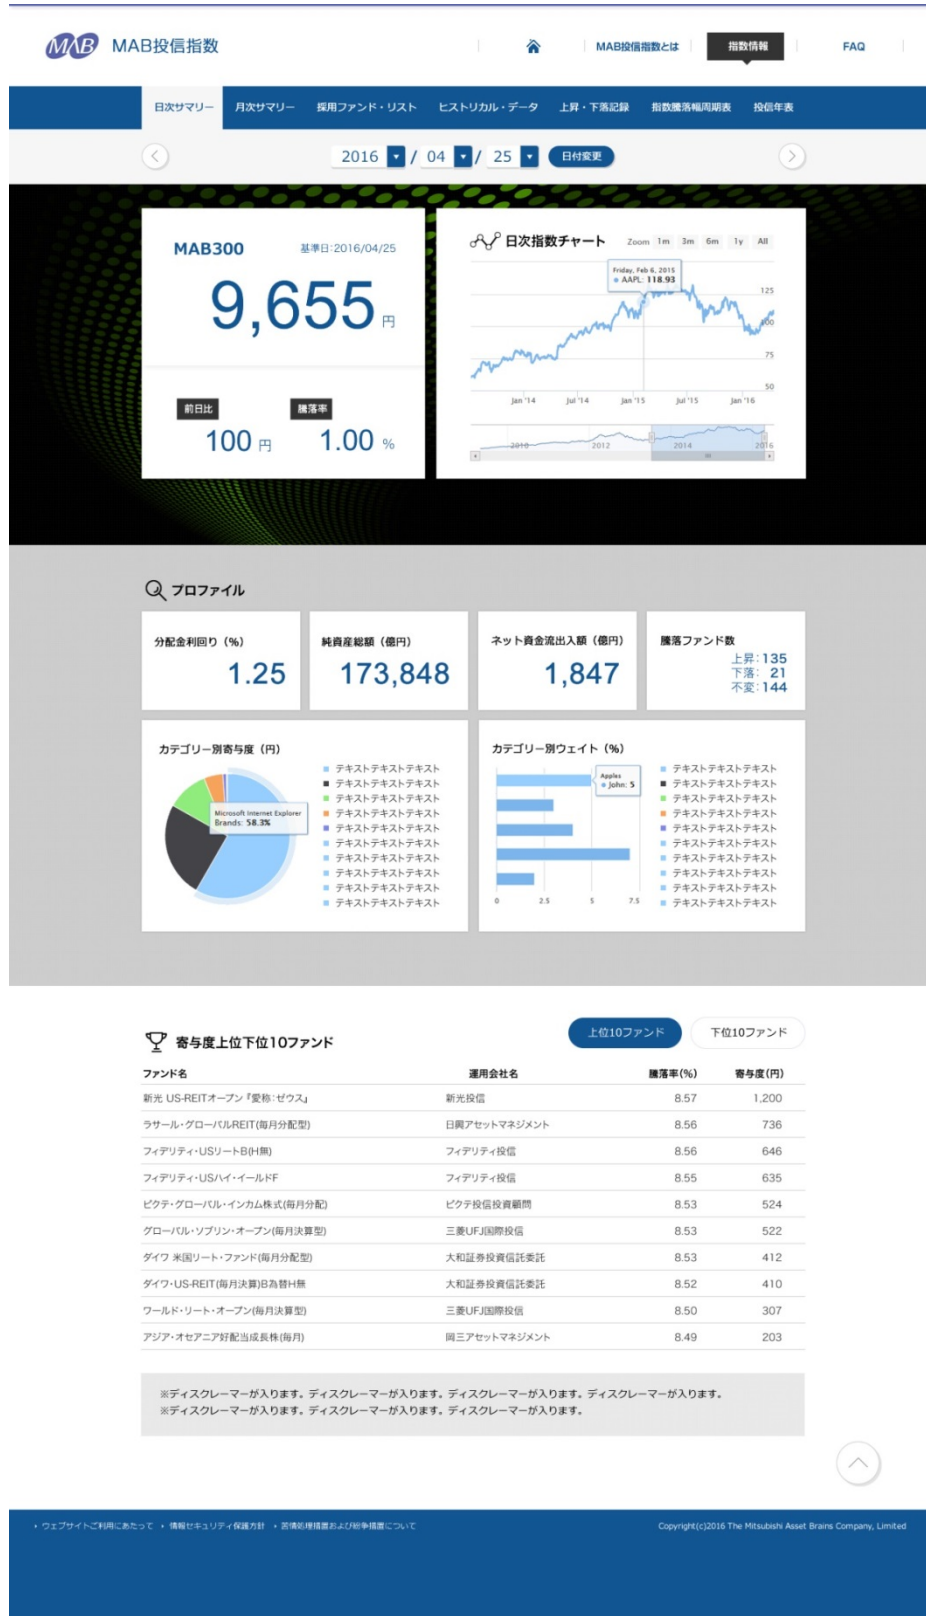 MAB MAB投信指数
MAB投信指数とは 指数情報 FAQ
日次サマリー 月次サマリー 採用ファンド・リスト ヒストリカル・データ 上昇・下落記録 指数騰落幅周期表 投信年表
2016 / 04 / 25 日付変更
MAB300 基準日:2016/04/25
9,655 円
前日比 騰落率
100 円 1.00 %
日次指数チャート Zoom 1m 3m 6m 1y All
Friday, Feb 6, 2015
AAPL: 118.93
125
100
75
50
Jan '14 Jul '14 Jan '15 Jul '15 Jan '16
2010 2012 2014 2016
プロファイル
分配金利回り（%）
1.25
純資産総額（億円）
173,848
ネット資金流出入額（億円）
1,847
騰落ファンド数
上昇:135
下落: 21
不変:144
カテゴリー別寄与度（円）
Microsoft Internet Explorer
Brands: 58.3%
テキストテキストテキスト
テキストテキストテキスト
テキストテキストテキスト
テキストテキストテキスト
テキストテキストテキスト
テキストテキストテキスト
テキストテキストテキスト
テキストテキストテキスト
テキストテキストテキスト
テキストテキストテキスト
カテゴリー別ウェイト（%）
Apples
John: 5
0 2.5 5 7.5
テキストテキストテキスト
テキストテキストテキスト
テキストテキストテキスト
テキストテキストテキスト
テキストテキストテキスト
テキストテキストテキスト
テキストテキストテキスト
テキストテキストテキスト
テキストテキストテキスト
テキストテキストテキスト
寄与度上位下位10ファンド 上位10ファンド 下位10ファンド
ファンド名 運用会社名 騰落率(%) 寄与度(円)
新光 US-REITオープン『愛称:ゼウス』 新光投信 8.57 1,200
ラサール・グローバルREIT(毎月分配型) 日興アセットマネジメント 8.56 736
フィデリティ・USリートB(H無) フィデリティ投信 8.56 646
フィデリティ・USハイ・イールドF フィデリティ投信 8.55 635
ピクテ・グローバル・インカム株式(毎月分配) ピクテ投信投資顧問 8.53 524
グローバル・ソブリン・オープン(毎月決算型) 三菱UFJ国際投信 8.53 522
ダイワ 米国リート・ファンド(毎月分配型) 大和証券投資信託委託 8.53 412
ダイワ・US-REIT(毎月決算)B為替H無 大和証券投資信託委託 8.52 410
ワールド・リート・オープン(毎月決算型) 三菱UFJ国際投信 8.50 307
アジア・オセアニア好配当成長株(毎月) 岡三アセットマネジメント 8.49 203
※ディスクレーマーが入ります。ディスクレーマーが入ります。ディスクレーマーが入ります。ディスクレーマーが入ります。
※ディスクレーマーが入ります。ディスクレーマーが入ります。ディスクレーマーが入ります。
ウェブサイトご利用にあたって 情報セキュリティ保護方針 苦情処理措置および紛争措置について Copyright(c)2016 The Mitsubishi Asset Brains Company, Limited